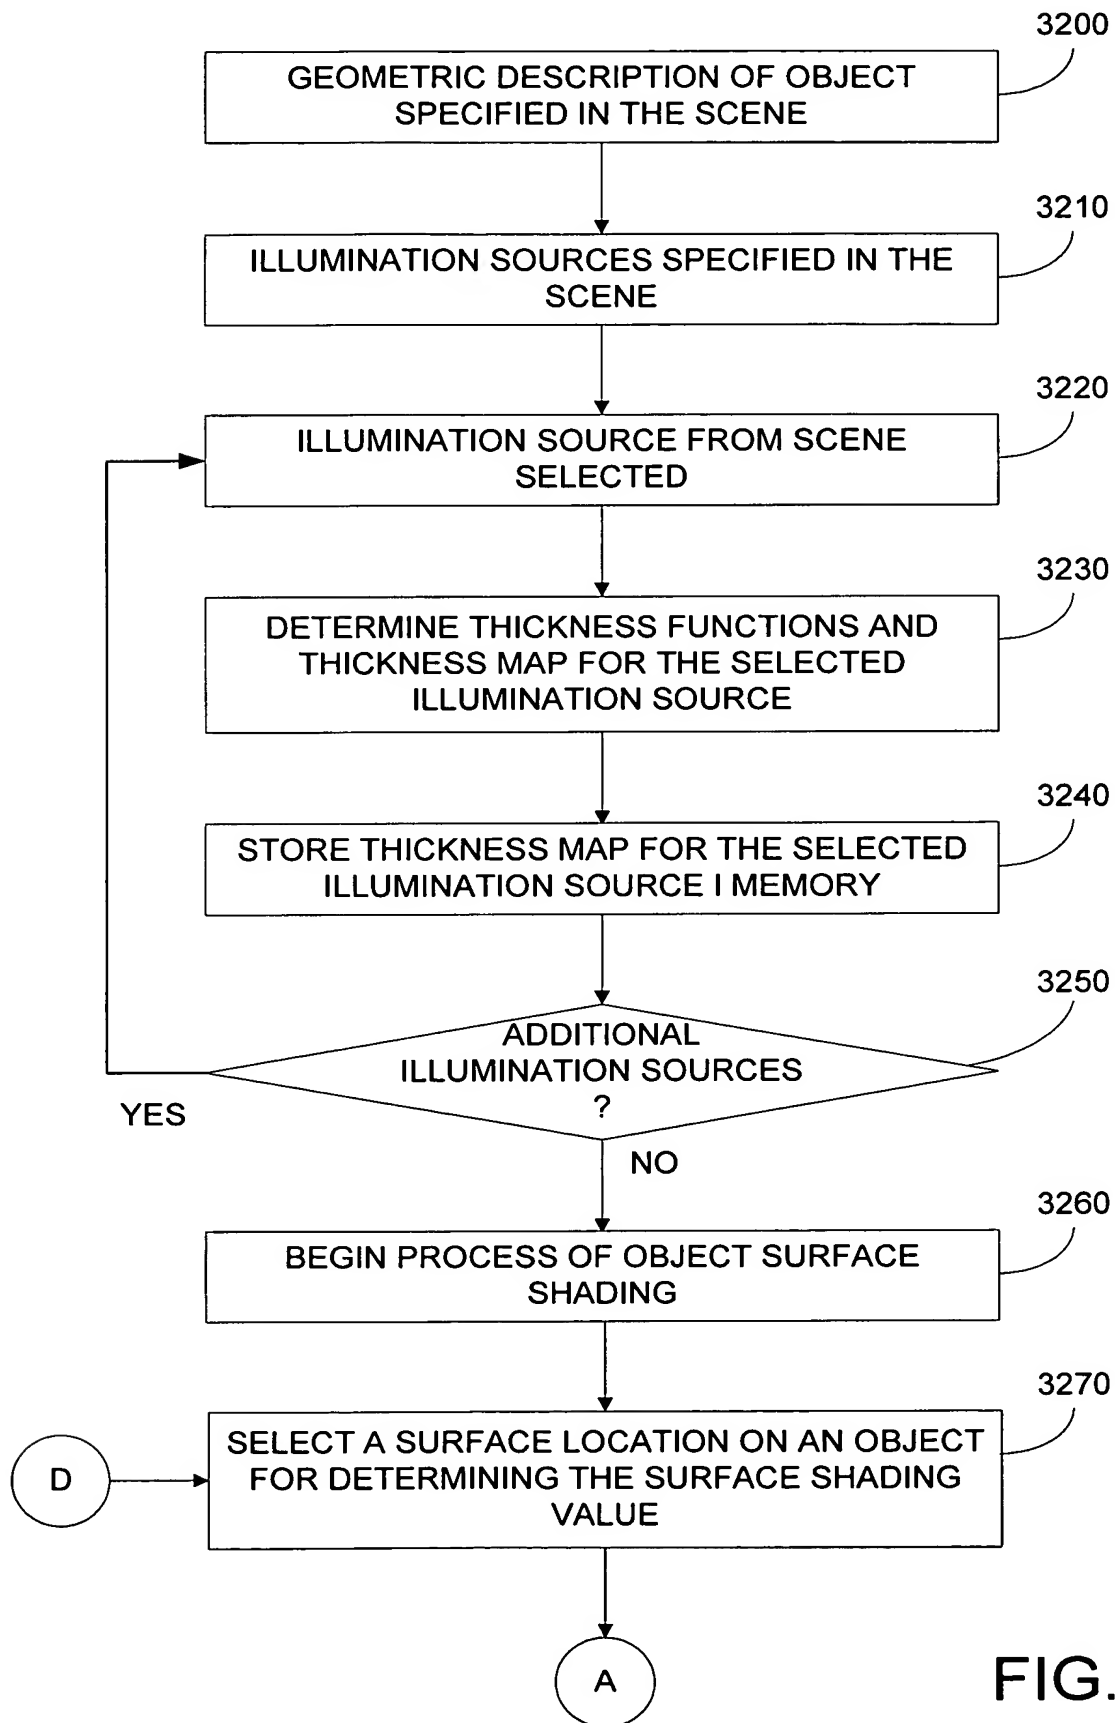 3200
GEOMETRIC DESCRIPTION OF OBJECT
SPECIFIED IN THE SCENE
3210
ILLUMINATION SOURCES SPECIFIED IN THE
SCENE
3220
ILLUMINATION SOURCE FROM SCENE
SELECTED
3230
DETERMINE THICKNESS FUNCTIONS AND
THICKNESS MAP FOR THE SELECTED
ILLUMINATION SOURCE
3240
STORE THICKNESS MAP FOR THE SELECTED
ILLUMINATION SOURCE I MEMORY
3250
ADDITIONAL
ILLUMINATION SOURCES
?
YES
NO
3260
BEGIN PROCESS OF OBJECT SURFACE
SHADING
3270
SELECT A SURFACE LOCATION ON AN OBJECT
FOR DETERMINING THE SURFACE SHADING
VALUE
D
A
FIG.